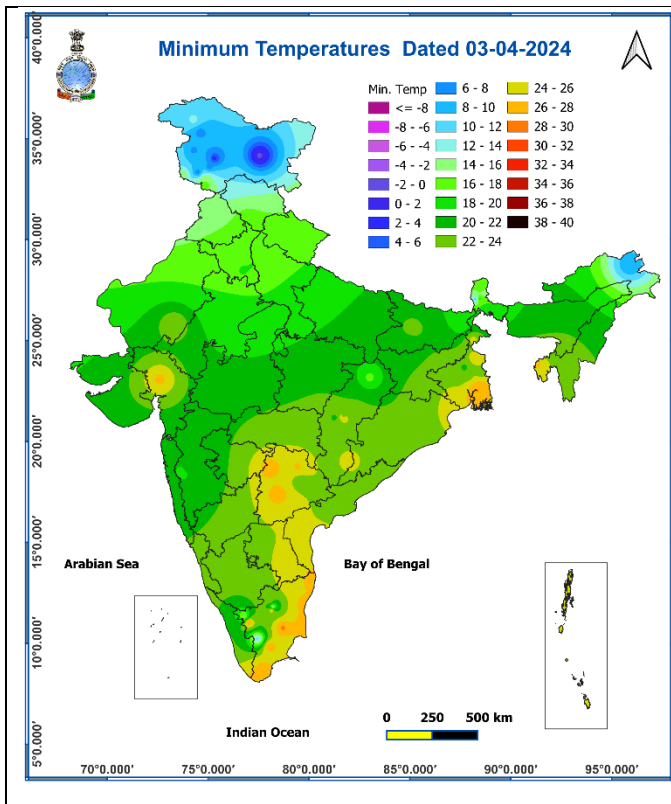 Minimum Temperatures Dated 03-04-2024
Min. Temp
<= -8
-8 - -6
-6 - -4
-4 - -2
-2 - 0
0 - 2
2 - 4
4 - 6
6 - 8
8 - 10
10 - 12
12 - 14
14 - 16
16 - 18
18 - 20
20 - 22
22 - 24
24 - 26
26 - 28
28 - 30
30 - 32
32 - 34
34 - 36
36 - 38
38 - 40
40°0.000'
35°0.000'
30°0.000'
25°0.000'
20°0.000'
15°0.000'
10°0.000'
5°0.000'
Arabian Sea
Bay of Bengal
Indian Ocean
0 250 500 km
70°0.000' 75°0.000' 80°0.000' 85°0.000' 90°0.000' 95°0.000'